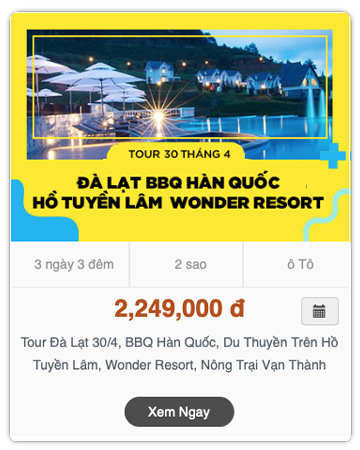 TOUR 30 THÁNG 4
ĐÀ LẠT BBQ HÀN QUỐC
HỒ TUYỀN LÂM WONDER RESORT
3 ngày 3 đêm
2 sao
ô Tô
2,249,000 đ
Tour Đà Lạt 30/4, BBQ Hàn Quốc, Du Thuyền Trên Hồ
Tuyền Lâm, Wonder Resort, Nông Trại Vạn Thành
Xem Ngay